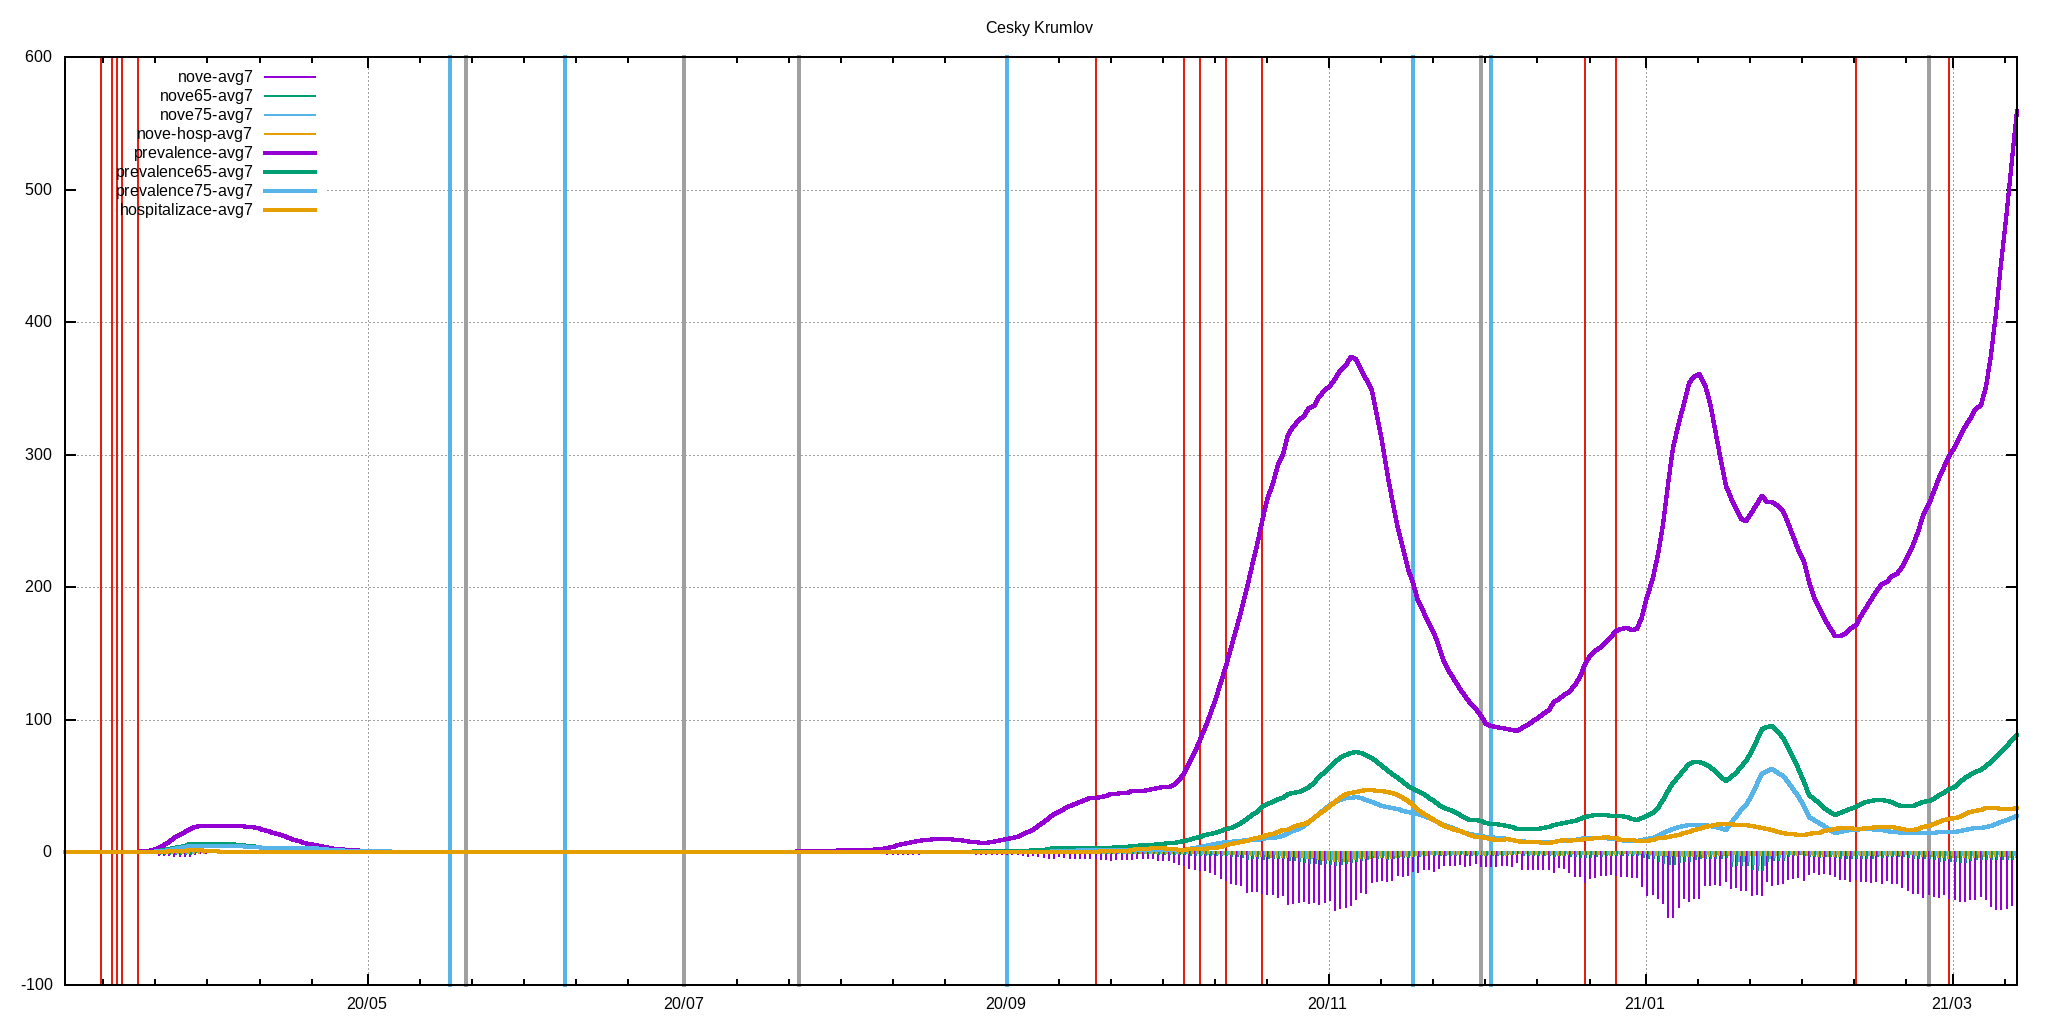 Cesky Krumlov
600
500
400
300
200
100
0
-100
nove-avg7
nove65-avg7
nove75-avg7
nove-hosp-avg7
prevalence-avg7
prevalence65-avg7
prevalence75-avg7
hospitalizace-avg7
20/05
20/07
20/09
20/11
21/01
21/03